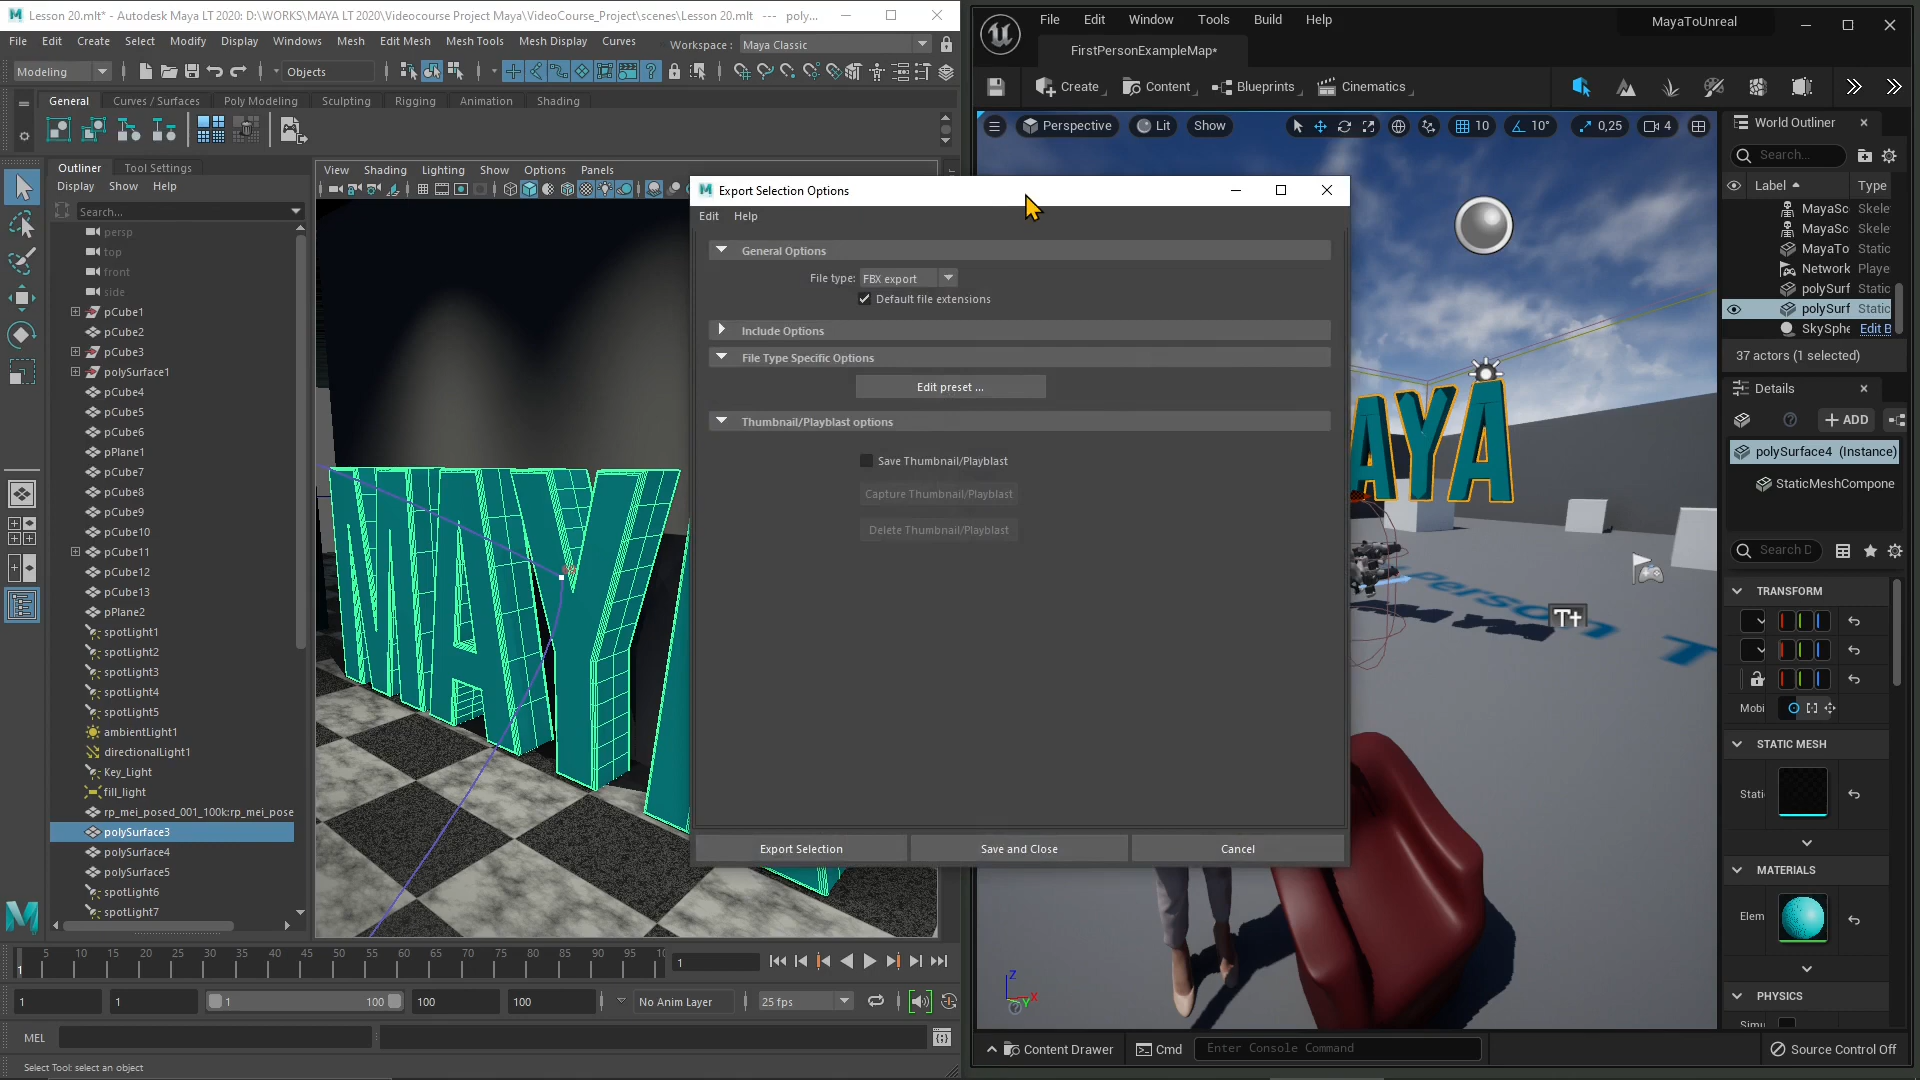 Lesson 20.mlt* - Autodesk Maya LT 2020: D:\WORKS\MAYA LT 2020\Videocourse Project Maya\VideoCourse_Project\scenes\Lesson 20.mlt --- poly...
File Edit Create Select Modify Display Windows Mesh Edit Mesh Mesh Tools Mesh Display Curves
Workspace : Maya Classic
Modeling
Objects
General Curves / Surfaces Poly Modeling Sculpting Rigging Animation Shading
Outliner Tool Settings
Display Show Help
Search...
persp
top
front
side
pCube1
pCube2
pCube3
polySurface1
pCube4
pCube5
pCube6
pPlane1
pCube7
pCube8
pCube9
pCube10
pCube11
pCube12
pCube13
pPlane2
spotLight1
spotLight2
spotLight3
spotLight4
spotLight5
ambientLight1
directionalLight1
Key_Light
fill_light
rp_mei_posed_001_100k:rp_mei_pose
polySurface3
polySurface4
polySurface5
spotLight6
spotLight7
View Shading Lighting Show Options Panels
MAY
Export Selection Options
Edit Help
General Options
File type: FBX export
Default file extensions
Include Options
File Type Specific Options
Edit preset ...
Thumbnail/Playblast options
Save Thumbnail/Playblast
Capture Thumbnail/Playblast
Delete Thumbnail/Playblast
Export Selection
Save and Close
Cancel
5 10 15 20 25 30 35 40 45 50 55 60 65 70 75 80 85 90 95 10
1
1
1 1 1 100 100 100
No Anim Layer
25 fps
MEL
Select Tool: select an object
File Edit Window Tools Build Help
MayaToUnreal
FirstPersonExampleMap*
Create Content Blueprints Cinematics
Perspective Lit Show
10 10° 0,25 4
AYA
Person T
Tt
Z
X
Y
World Outliner
Search...
Label Type
MayaSc Skele
MayaSc Skele
MayaTo Static
Network Playe
polySurf Static
polySurf Static
SkySphe Edit B
37 actors (1 selected)
Details
ADD
polySurface4 (Instance)
StaticMeshCompone
Search D
TRANSFORM
Mobi
STATIC MESH
Stati
MATERIALS
Elem
PHYSICS
Simu
Content Drawer Cmd Enter Console Command
Source Control Off